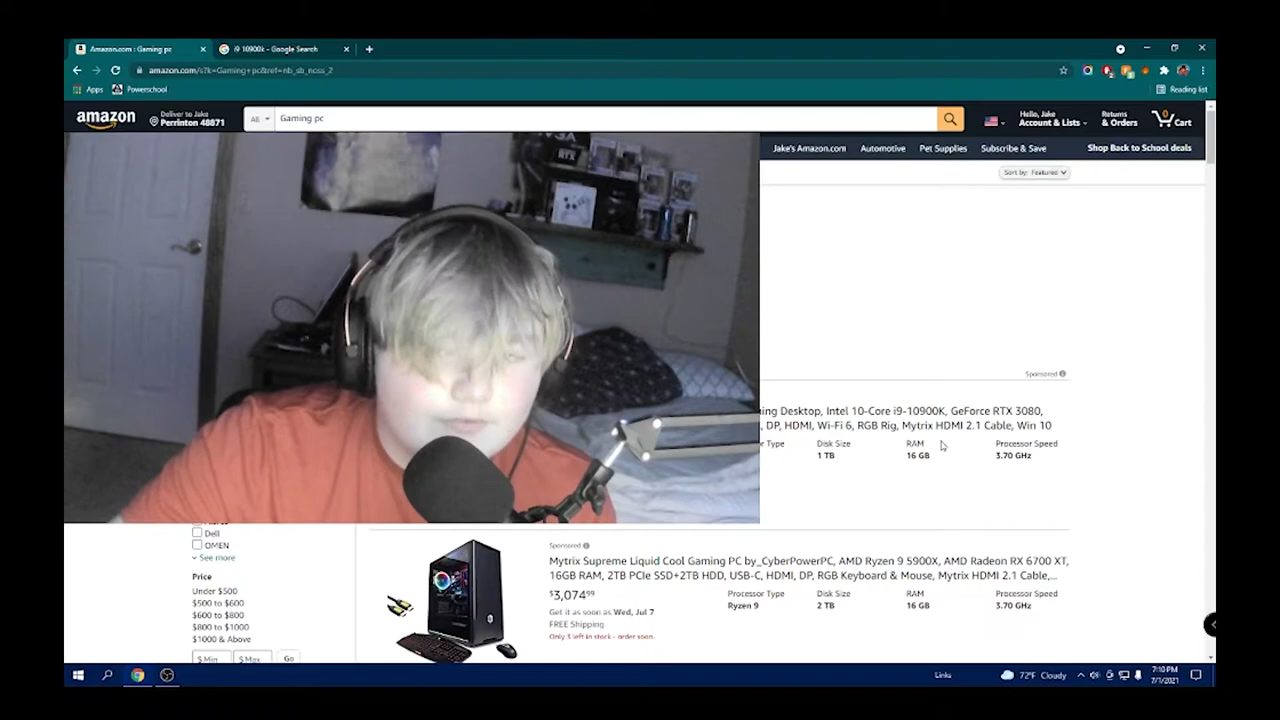 Amazon.com : Gaming pc
i9 10900k - Google Search
amazon.com/s?k=Gaming+pc&ref=nb_sb_noss_2
Apps
Powerschool
Reading list
amazon
Deliver to Jake
Perrinton 48871
All
Gaming pc
Hello, Jake
Account & Lists
Returns
& Orders
0
Cart
Jake's Amazon.com
Automotive
Pet Supplies
Subscribe & Save
Shop Back to School deals
Sort by: Featured
RTX
Sponsored
Desktop, Intel 10-Core i9-10900K, GeForce RTX 3080,
, DP, HDMI, Wi-Fi 6, RGB Rig, Mytrix HDMI 2.1 Cable, Win 10
Type
Disk Size
RAM
Processor Speed
1 TB
16 GB
3.70 GHz
Dell
OMEN
See more
Price
Under $500
$500 to $600
$600 to $800
$800 to $1000
$1000 & Above
$ Min
$ Max
Go
Sponsored
Mytrix Supreme Liquid Cool Gaming PC by_CyberPowerPC, AMD Ryzen 9 5900X, AMD Radeon RX 6700 XT,
16GB RAM, 2TB PCIe SSD+2TB HDD, USB-C, HDMI, DP, RGB Keyboard & Mouse, Mytrix HDMI 2.1 Cable,...
$3,074.99
Processor Type
Disk Size
RAM
Processor Speed
Ryzen 9
2 TB
16 GB
3.70 GHz
Get it as soon as Wed, Jul 7
FREE Shipping
Only 3 left in stock - order soon.
Links
72°F Cloudy
7:10 PM
7/1/2021